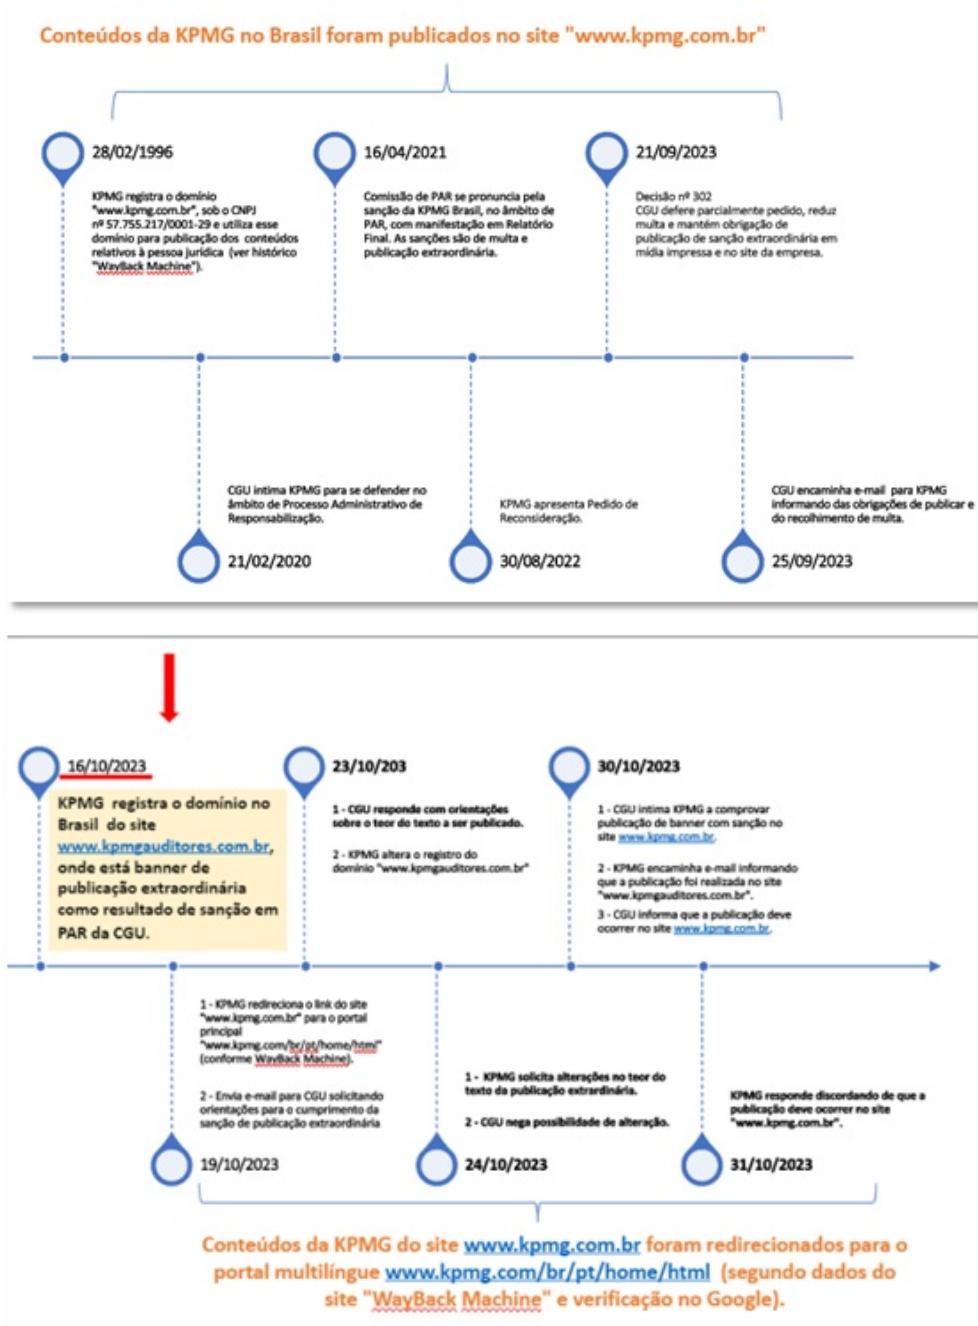 Conteúdos da KPMG no Brasil foram publicados no site "www.kpmg.com.br"
28/02/1996
KPMG registra o domínio
"www.kpmg.com.br", sob o CNPJ
nº 57.755.217/0001-29 e utiliza esse
domínio para publicação dos conteúdos
relativos à pessoa jurídica (ver histórico
"WayBack Machine").
16/04/2021
Comissão de PAR se pronuncia pela
sanção da KPMG Brasil, no âmbito de
PAR, com manifestação em Relatório
Final. As sanções são de multa e
publicação extraordinária.
21/09/2023
Decisão nº 302
CGU defere parcialmente pedido, reduz
multa e mantém obrigação de
publicação de sanção extraordinária em
mídia impressa e no site da empresa.
CGU intima KPMG para se defender no
âmbito de Processo Administrativo de
Responsabilização.
21/02/2020
KPMG apresenta Pedido de
Reconsideração.
30/08/2022
CGU encaminha e-mail para KPMG
informando das obrigações de publicar e
do recolhimento de multa.
25/09/2023
16/10/2023
KPMG registra o domínio no
Brasil do site
www.kpmgauditores.com.br,
onde está banner de
publicação extraordinária
como resultado de sanção em
PAR da CGU.
23/10/203
1 - CGU responde com orientações
sobre o teor do texto a ser publicado.
2 - KPMG altera o registro do
domínio "www.kpmgauditores.com.br"
30/10/2023
1 - CGU intima KPMG a comprovar
publicação de banner com sanção no
site www.kpmg.com.br.
2 - KPMG encaminha e-mail informando
que a publicação foi realizada no site
"www.kpmgauditores.com.br".
3 - CGU informa que a publicação deve
ocorrer no site www.kpmg.com.br.
1 - KPMG redireciona o link do site
"www.kpmg.com.br" para o portal
principal
"www.kpmg.com/br/pt/home/html"
(conforme WayBack Machine).
2 - Envia e-mail para CGU solicitando
orientações para o cumprimento da
sanção de publicação extraordinária
19/10/2023
1 - KPMG solicita alterações no teor do
texto da publicação extrardinária.
2 - CGU nega possibilidade de alteração.
24/10/2023
KPMG responde discordando de que a
publicação deve ocorrer no site
"www.kpmg.com.br".
31/10/2023
Conteúdos da KPMG do site www.kpmg.com.br foram redirecionados para o
portal multilíngue www.kpmg.com/br/pt/home/html (segundo dados do
site "WayBack Machine" e verificação no Google).